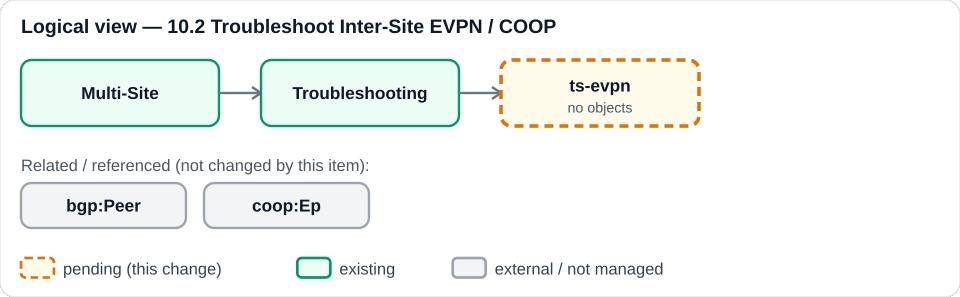 Logical view — 10.2 Troubleshoot Inter-Site EVPN / COOP
Multi-Site
Troubleshooting
ts-evpn
no objects
Related / referenced (not changed by this item):
bgp:Peer
coop:Ep
pending (this change)
existing
external / not managed